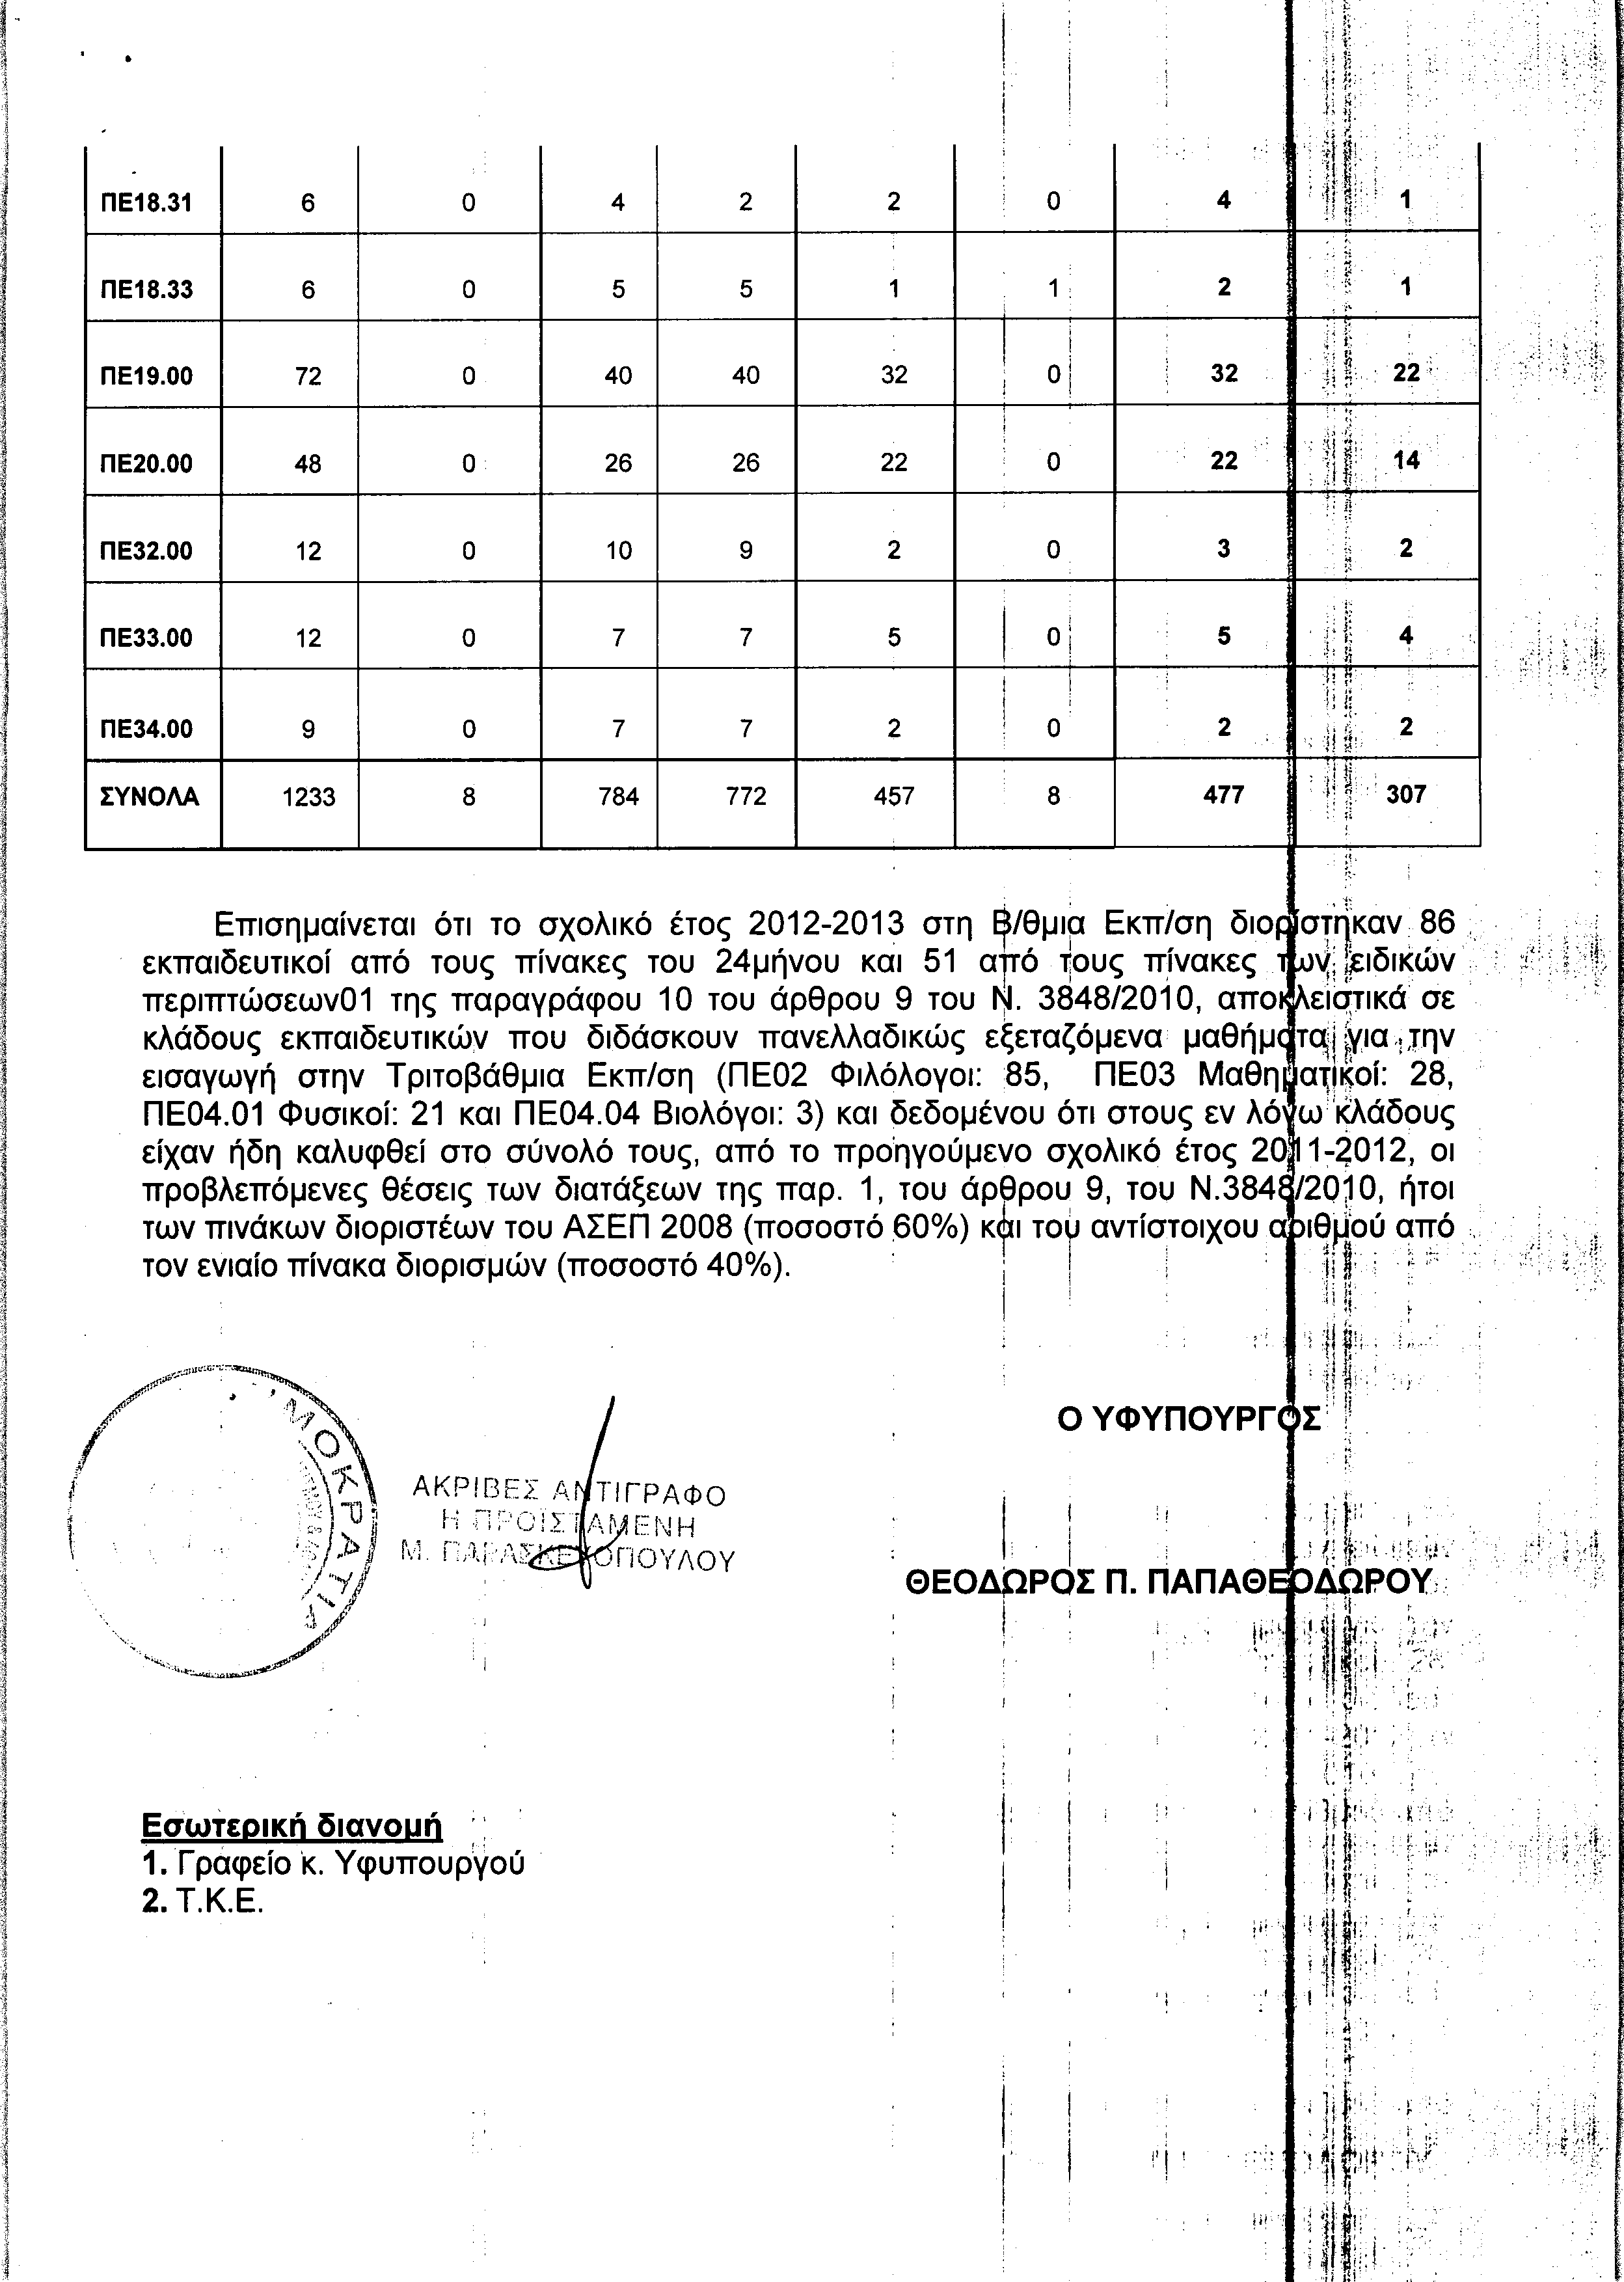 ΠΕ18.31 6 0 4 2 2 0 4 1
ΠΕ18.33 6 0 5 5 1 1 2 1
ΠΕ19.00 72 0 40 40 32 0 32 22
ΠΕ20.00 48 0 26 26 22 0 22 14
ΠΕ32.00 12 0 10 9 2 0 3 2
ΠΕ33.00 12 0 7 7 5 0 5 4
ΠΕ34.00 9 0 7 7 2 0 2 2
ΣΥΝΟΛΑ 1233 8 784 772 457 8 477 307
Επισημαίνεται ότι το σχολικό έτος 2012-2013 στη Β/θμια Εκπ/ση διορίστηκαν 86
εκπαιδευτικοί από τους πίνακες του 24μήνου και 51 από τους πίνακες των ειδικών
περιπτώσεων01 της παραγράφου 10 του άρθρου 9 του Ν. 3848/2010, αποκλειστικά σε
κλάδους εκπαιδευτικών που διδάσκουν πανελλαδικώς εξεταζόμενα μαθήματα για την
εισαγωγή στην Τριτοβάθμια Εκπ/ση (ΠΕ02 Φιλόλογοι: 85, ΠΕ03 Μαθηματικοί: 28,
ΠΕ04.01 Φυσικοί: 21 και ΠΕ04.04 Βιολόγοι: 3) και δεδομένου ότι στους εν λόγω κλάδους
είχαν ήδη καλυφθεί στο σύνολό τους, από το προηγούμενο σχολικό έτος 2011-2012, οι
προβλεπόμενες θέσεις των διατάξεων της παρ. 1, του άρθρου 9, του Ν.3848/2010, ήτοι
των πινάκων διοριστέων του ΑΣΕΠ 2008 (ποσοστό 60%) και του αντίστοιχου αριθμού από
τον ενιαίο πίνακα διορισμών (ποσοστό 40%).
Ο ΥΦΥΠΟΥΡΓΟΣ
ΜΟΚΡΑΤΙΑ
ΑΚΡΙΒΕΣ ΑΝΤΙΓΡΑΦΟ
Η ΠΡΟΪΣΤΑΜΕΝΗ
Μ. ΠΑΡΑΣΚΕΥΟΠΟΥΛΟΥ
ΘΕΟΔΩΡΟΣ Π. ΠΑΠΑΘΕΟΔΩΡΟΥ
Εσωτερική διανομή
1. Γραφείο κ. Υφυπουργού
2. Τ.Κ.Ε.